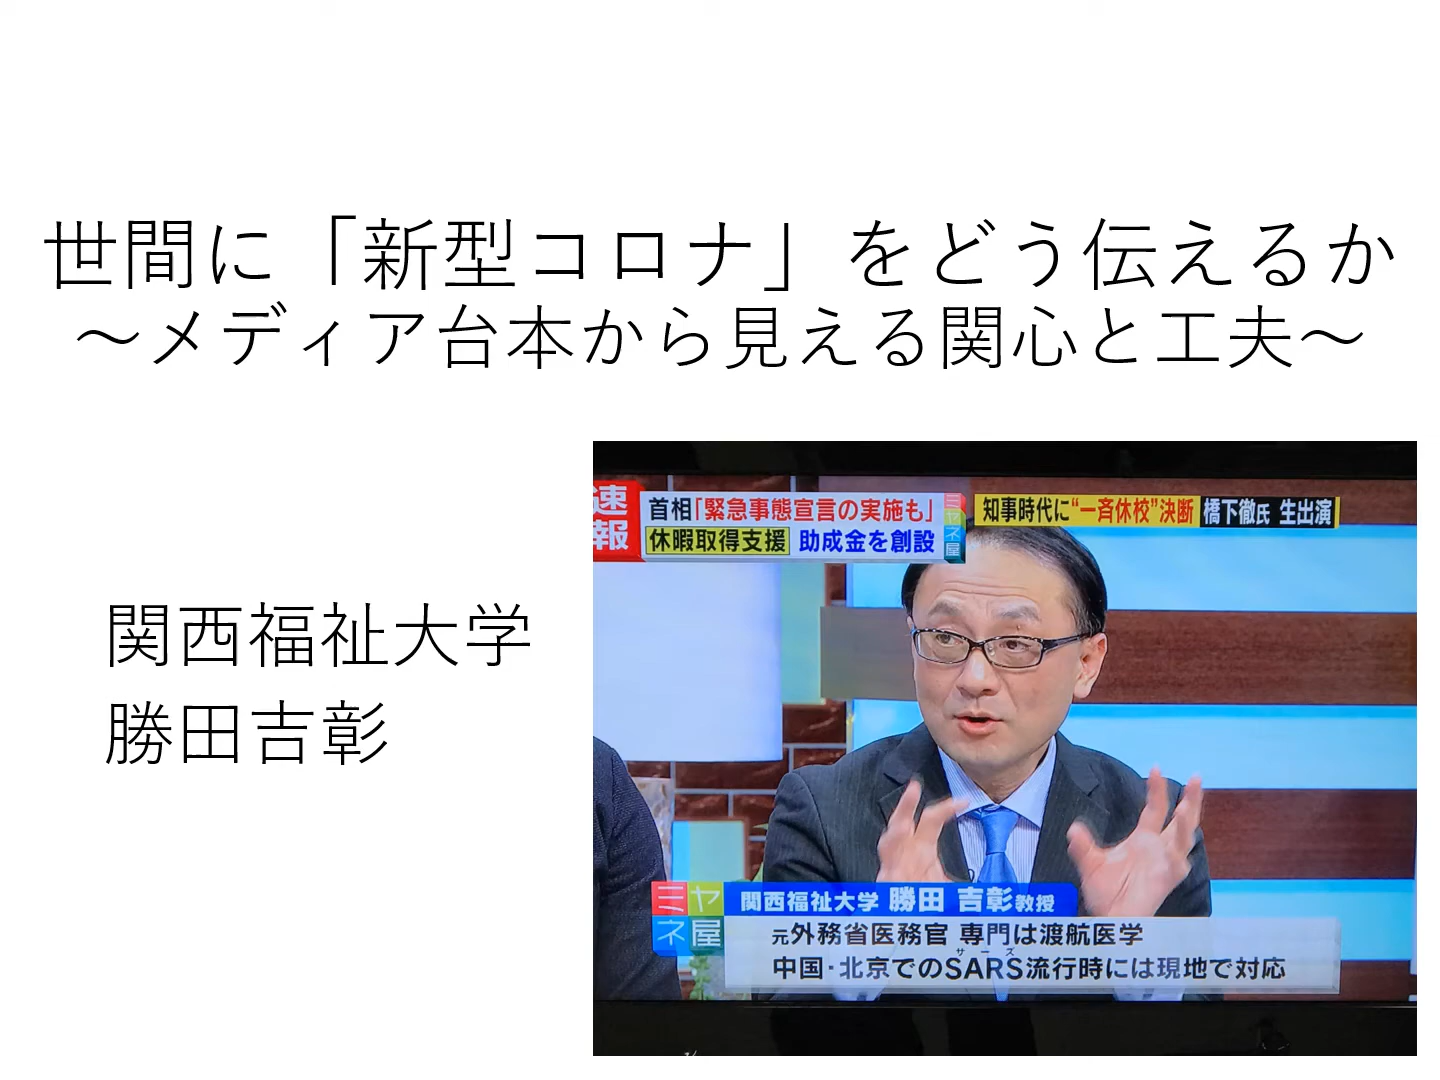 世間に「新型コロナ」をどう伝えるか
～メディア台本から見える関心と工夫～
関西福祉大学
勝田吉彰
速報
首相「緊急事態宣言の実施も」
休暇取得支援 助成金を創設
ミヤネ屋
知事時代に“一斉休校”決断 橋下徹氏 生出演
ミヤネ屋
関西福祉大学 勝田 吉彰教授
元外務省医務官 専門は渡航医学
サーズ
中国・北京でのSARS流行時には現地で対応